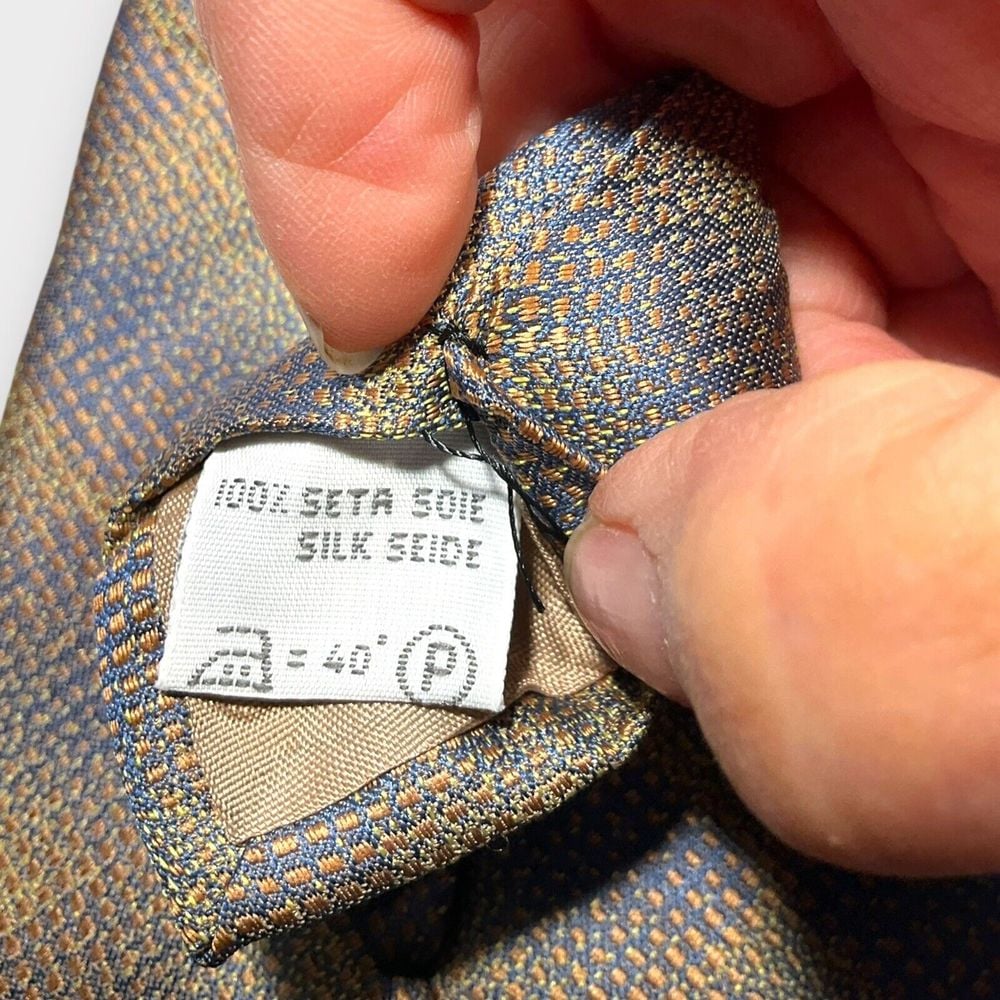 100% SETA SOIE
SILK SEIDE
= 40° P